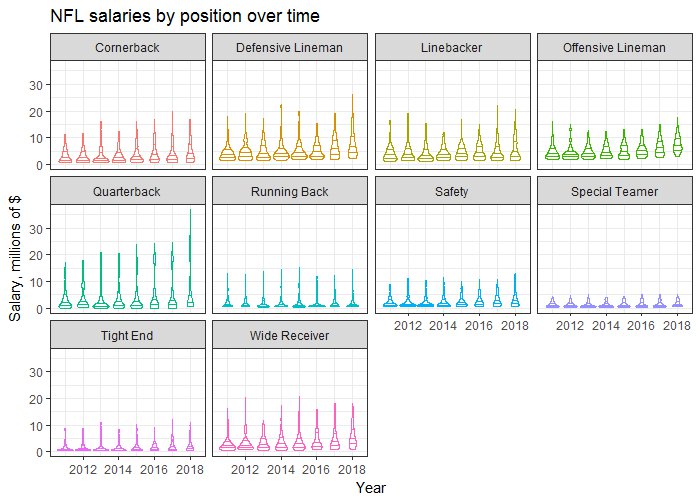 NFL salaries by position over time
Cornerback Defensive Lineman Linebacker Offensive Lineman
30
20
10
0
Quarterback Running Back Safety Special Teamer
30
20
10
0
2012 2014 2016 2018 2012 2014 2016 2018
Tight End Wide Receiver
30
20
10
0
2012 2014 2016 2018 2012 2014 2016 2018
Salary, millions of $
Year